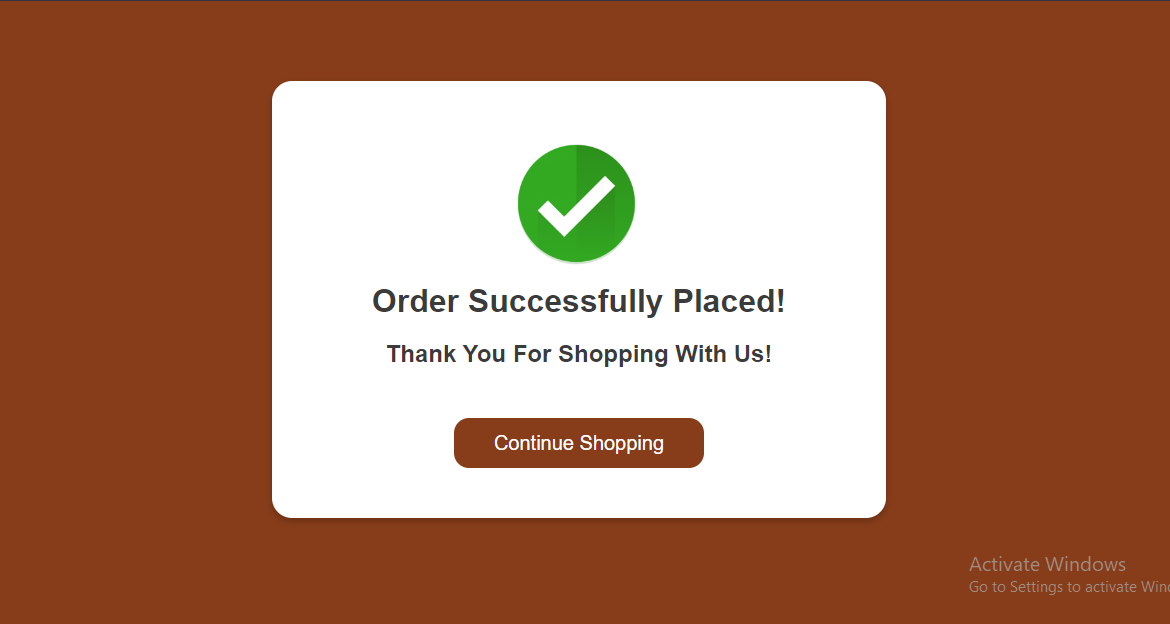 Order Successfully Placed!
Thank You For Shopping With Us!
Continue Shopping
Activate Windows
Go to Settings to activate Win